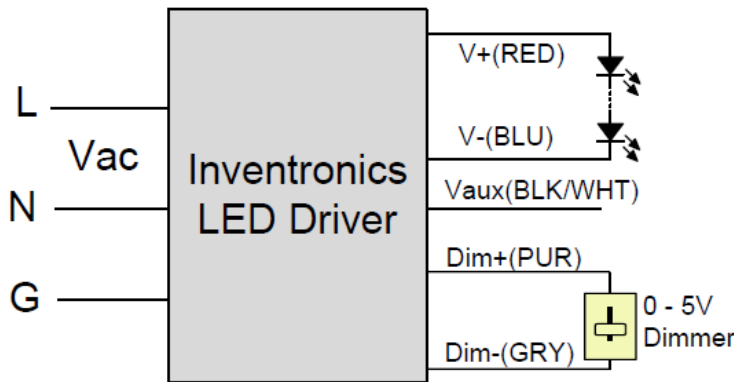 L
Vac
N
G
Inventronics
LED Driver
V+(RED)
V-(BLU)
Vaux(BLK/WHT)
Dim+(PUR)
Dim-(GRY)
0 - 5V
Dimmer